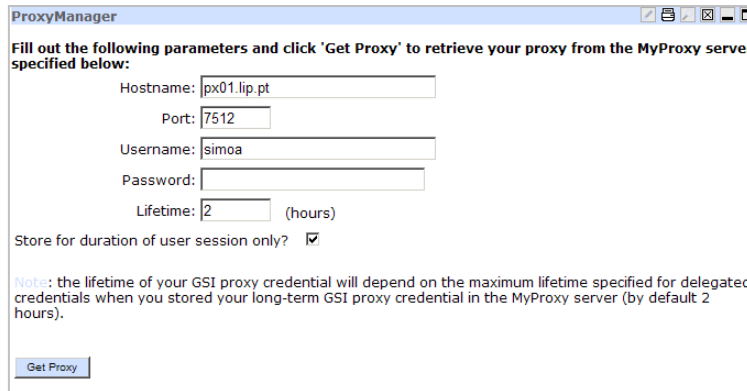 ProxyManager
Fill out the following parameters and click 'Get Proxy' to retrieve your proxy from the MyProxy serve
specified below:
Hostname: px01.lip.pt
Port: 7512
Username: simoa
Password:
Lifetime: 2 (hours)
Store for duration of user session only?
Note: the lifetime of your GSI proxy credential will depend on the maximum lifetime specified for delegated
credentials when you stored your long-term GSI proxy credential in the MyProxy server (by default 2
hours).
Get Proxy